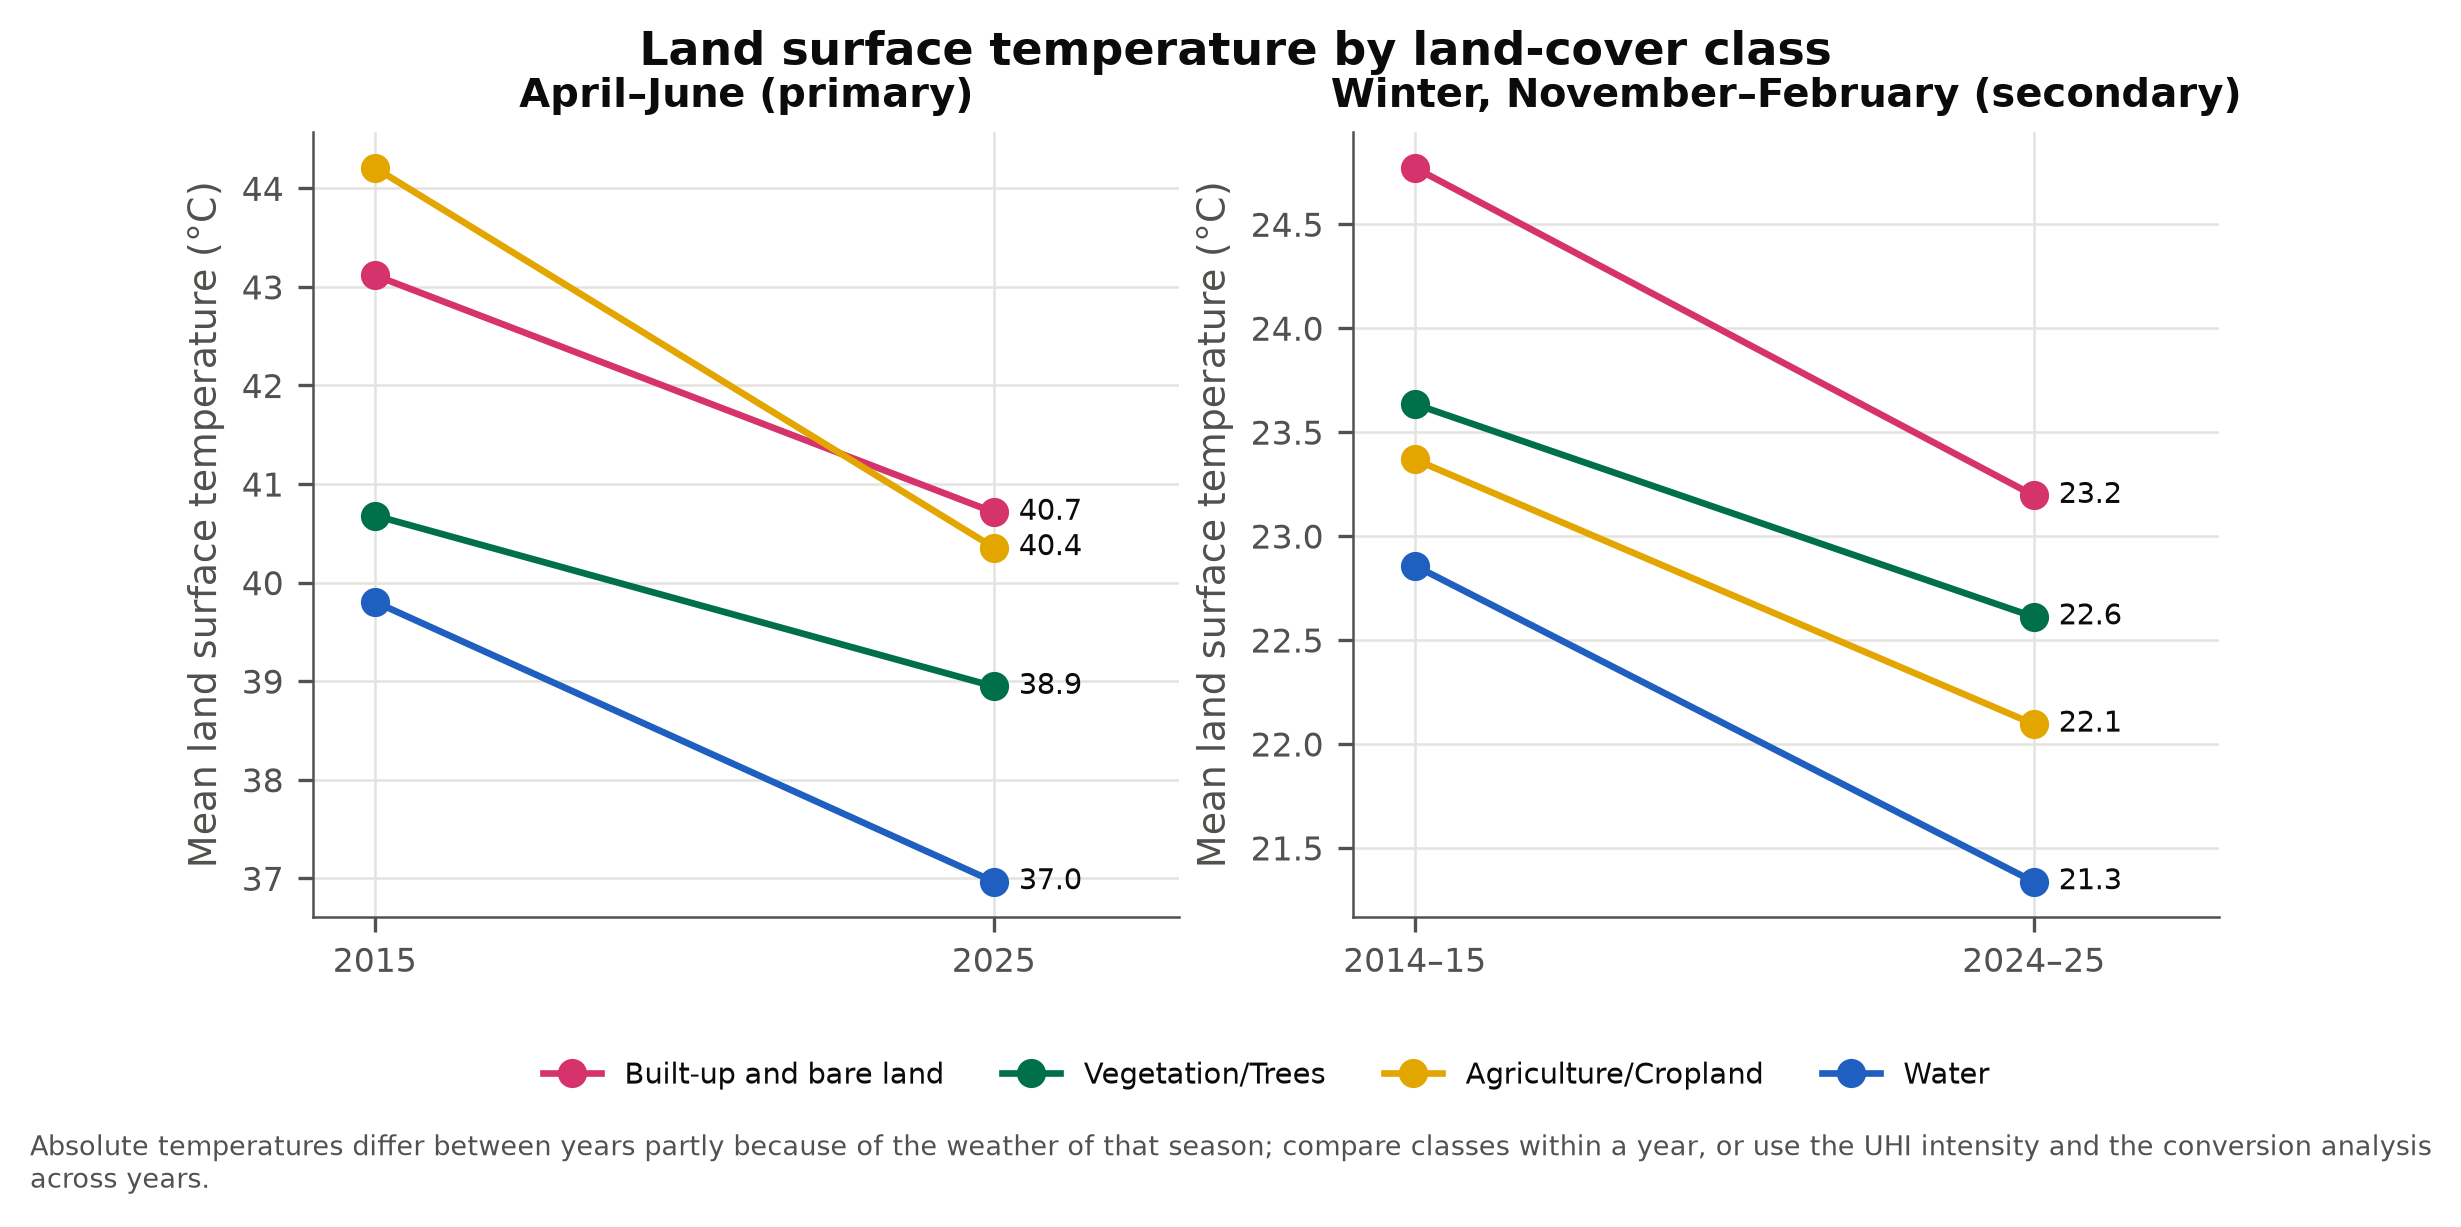 Land surface temperature by land-cover class
April–June (primary)
Mean land surface temperature (°C)
44
43
42
41
40
39
38
37
40.7
40.4
38.9
37.0
2015
2025
Winter, November–February (secondary)
Mean land surface temperature (°C)
24.5
24.0
23.5
23.0
22.5
22.0
21.5
23.2
22.6
22.1
21.3
2014–15
2024–25
Built-up and bare land
Vegetation/Trees
Agriculture/Cropland
Water
Absolute temperatures differ between years partly because of the weather of that season; compare classes within a year, or use the UHI intensity and the conversion analysis
across years.